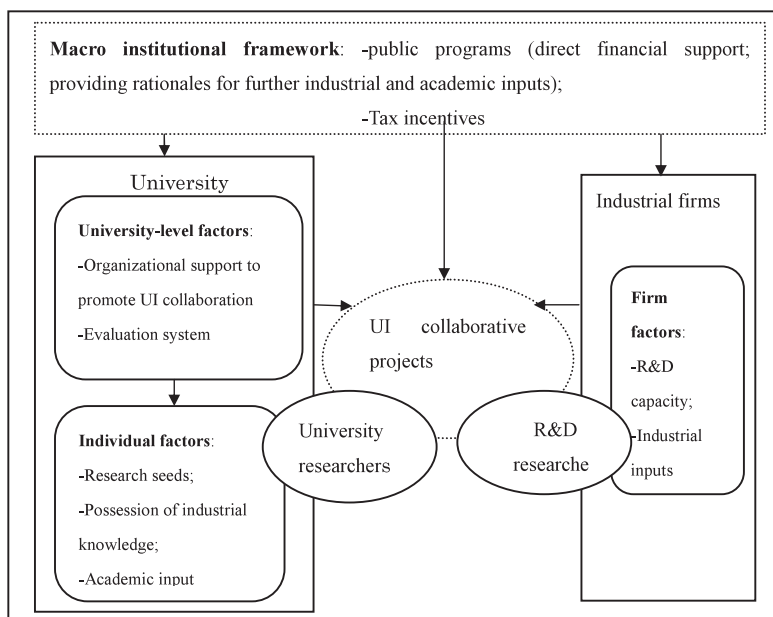 Macro institutional framework: -public programs (direct financial support;
providing rationales for further industrial and academic inputs);
-Tax incentives
University
University-level factors:
-Organizational support to
promote UI collaboration
-Evaluation system
Individual factors:
-Research seeds;
-Possession of industrial
knowledge;
-Academic input
UI collaborative
projects
University
researchers
R&D
researche
Industrial firms
Firm
factors:
-R&D
capacity;
-Industrial
inputs